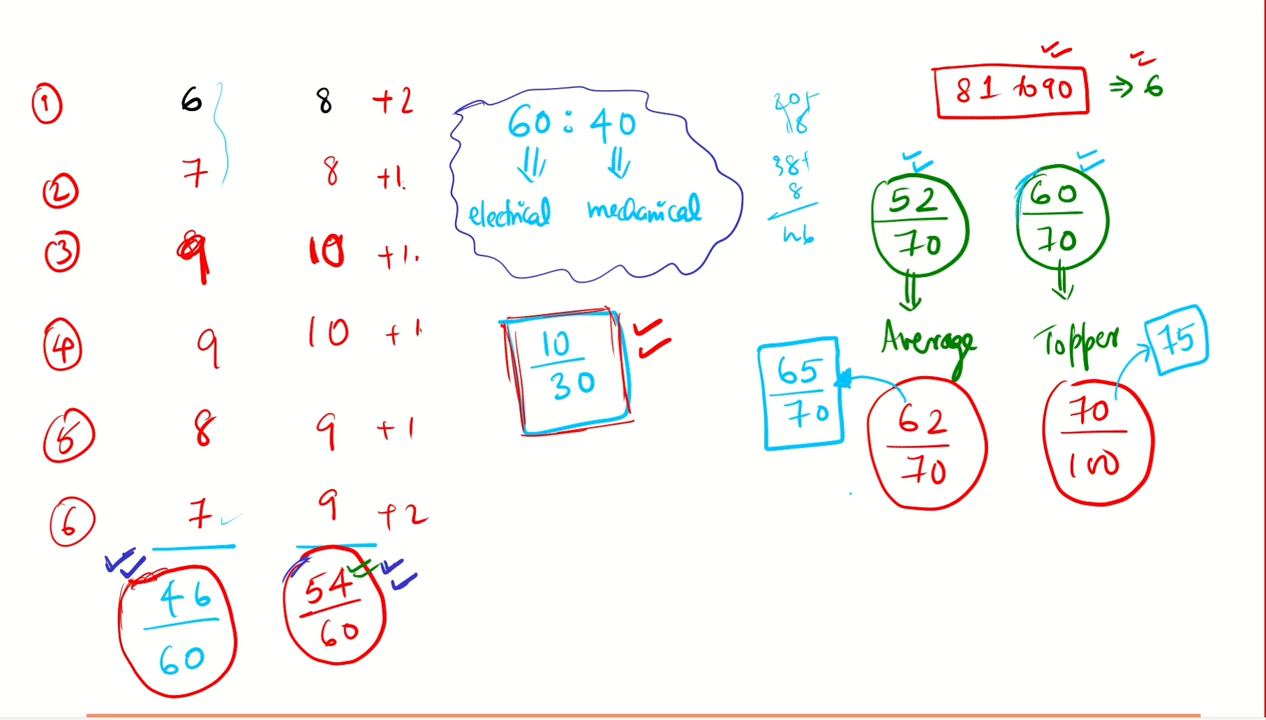 ① 6 8 +2
② 7 8 +1
③ 9 10 +1
④ 9 10 +1
⑤ 8 9 +1
⑥ 7 9 +2
46
60
54
60
60 : 40
electrical mechanical
10
30
38+
8
81 to 90 ⇒ 6
52
70
60
70
Average
Topper
75
65
70
62
70
70
100